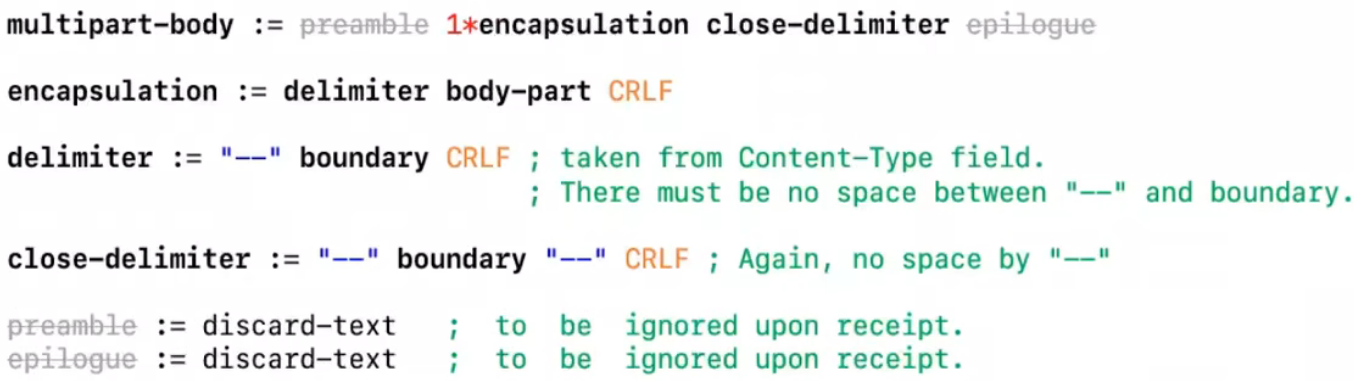 multipart-body := preamble 1*encapsulation close-delimiter epilogue
encapsulation := delimiter body-part CRLF
delimiter := "--" boundary CRLF ; taken from Content-Type field.
; There must be no space between "--" and boundary.
close-delimiter := "--" boundary "--" CRLF ; Again, no space by "--"
preamble := discard-text ; to be ignored upon receipt.
epilogue := discard-text ; to be ignored upon receipt.